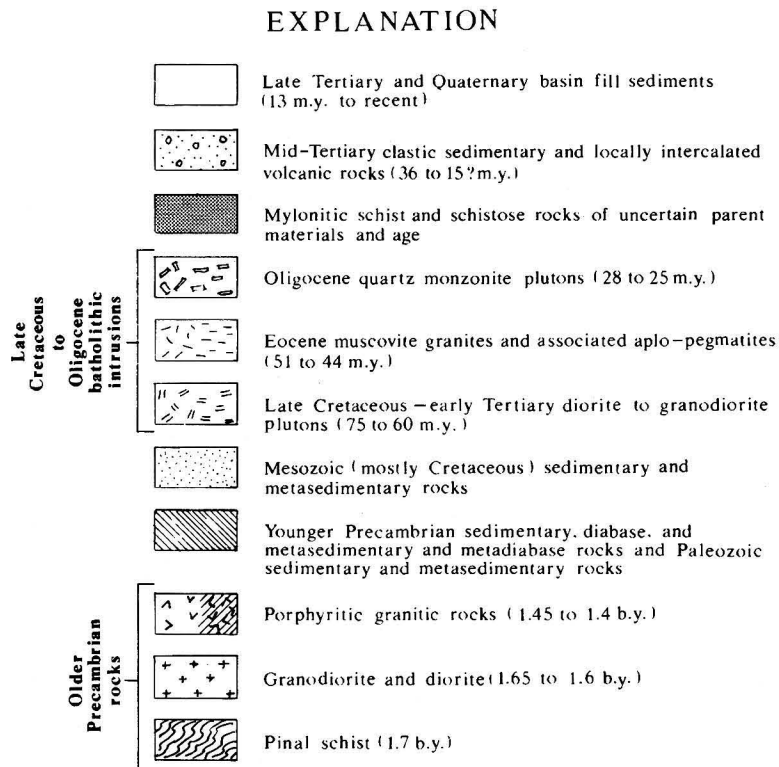 EXPLANATION
Late Tertiary and Quaternary basin fill sediments
(13 m.y. to recent)
Mid-Tertiary clastic sedimentary and locally intercalated
volcanic rocks (36 to 15? m.y.)
Mylonitic schist and schistose rocks of uncertain parent
materials and age
Late
Cretaceous
to
Oligocene
batholithic
intrusions
Oligocene quartz monzonite plutons (28 to 25 m.y.)
Eocene muscovite granites and associated aplo-pegmatites
(51 to 44 m.y.)
Late Cretaceous – early Tertiary diorite to granodiorite
plutons (75 to 60 m.y.)
Mesozoic (mostly Cretaceous) sedimentary and
metasedimentary rocks
Younger Precambrian sedimentary, diabase, and
metasedimentary and metadiabase rocks and Paleozoic
sedimentary and metasedimentary rocks
Older
Precambrian
rocks
Porphyritic granitic rocks (1.45 to 1.4 b.y.)
Granodiorite and diorite (1.65 to 1.6 b.y.)
Pinal schist (1.7 b.y.)